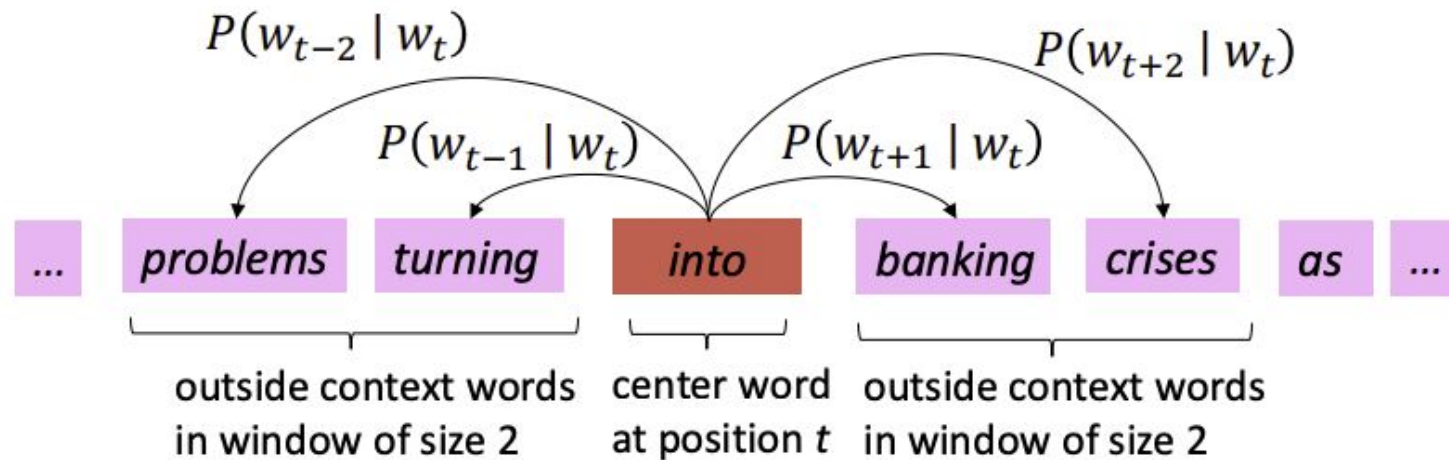 P(w_{t−2} | w_t)
P(w_{t+2} | w_t)
P(w_{t−1} | w_t)
P(w_{t+1} | w_t)
... problems turning into banking crises as ...
outside context words
in window of size 2
center word
at position t
outside context words
in window of size 2